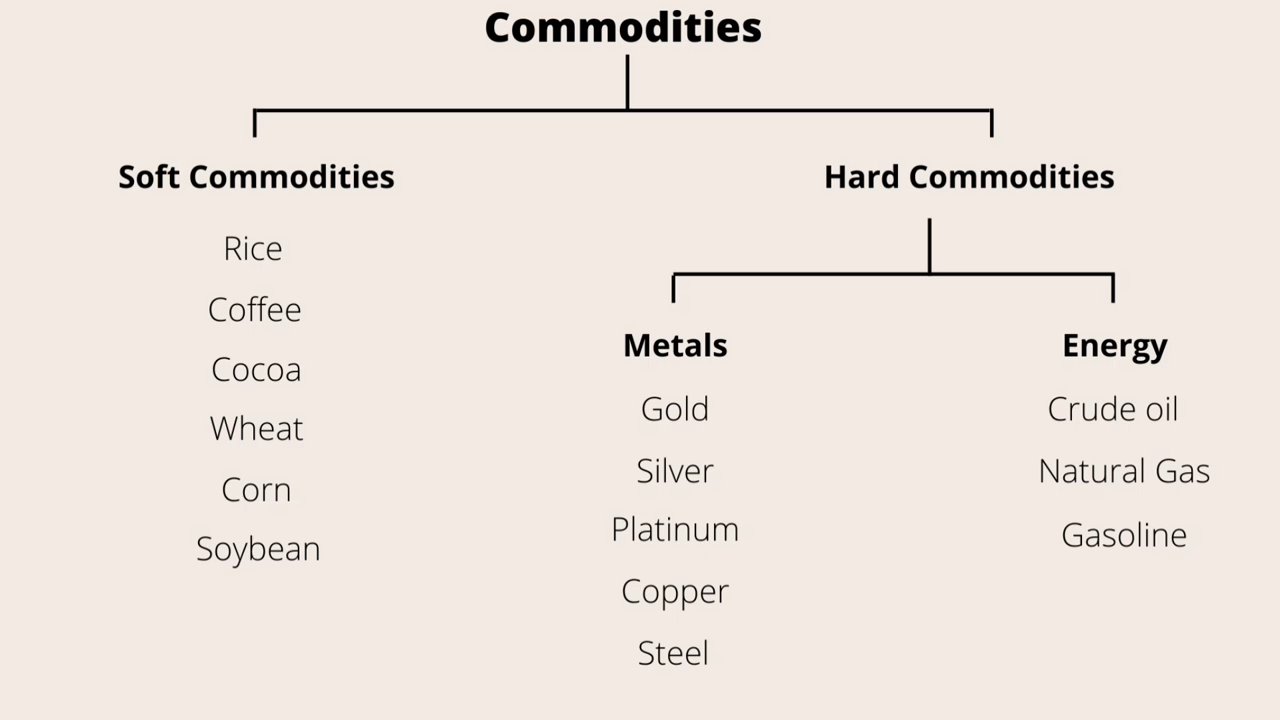 Commodities
Soft Commodities
Rice
Coffee
Cocoa
Wheat
Corn
Soybean
Hard Commodities
Metals
Gold
Silver
Platinum
Copper
Steel
Energy
Crude oil
Natural Gas
Gasoline